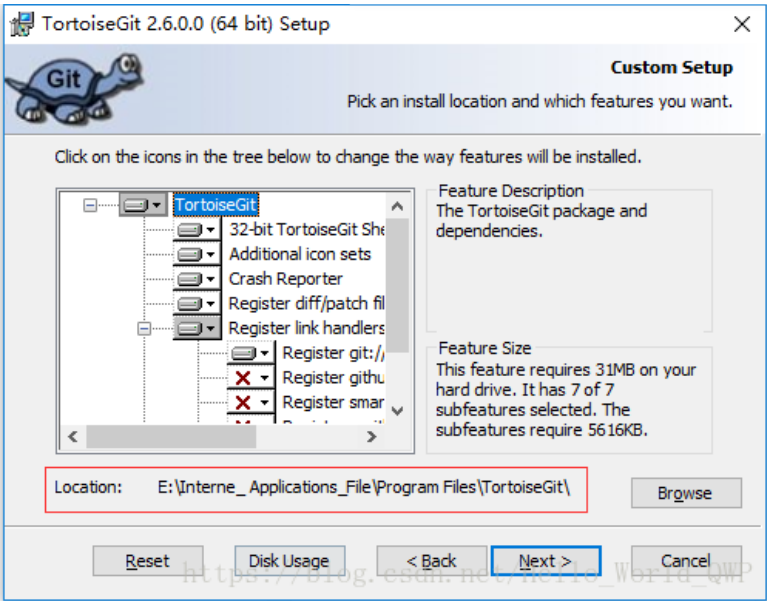 TortoiseGit 2.6.0.0 (64 bit) Setup
Git
Custom Setup
Pick an install location and which features you want.
Click on the icons in the tree below to change the way features will be installed.
TortoiseGit
32-bit TortoiseGit She
Additional icon sets
Crash Reporter
Register diff/patch fil
Register link handlers
Register git://
Register githu
Register smar
Feature Description
The TortoiseGit package and
dependencies.
Feature Size
This feature requires 31MB on your
hard drive. It has 7 of 7
subfeatures selected. The
subfeatures require 5616KB.
Location: E:\Interne_ Applications_File\Program Files\TortoiseGit\
Browse
Reset Disk Usage < Back Next > Cancel
https://blog.csdn.net/Hello_World_QWP